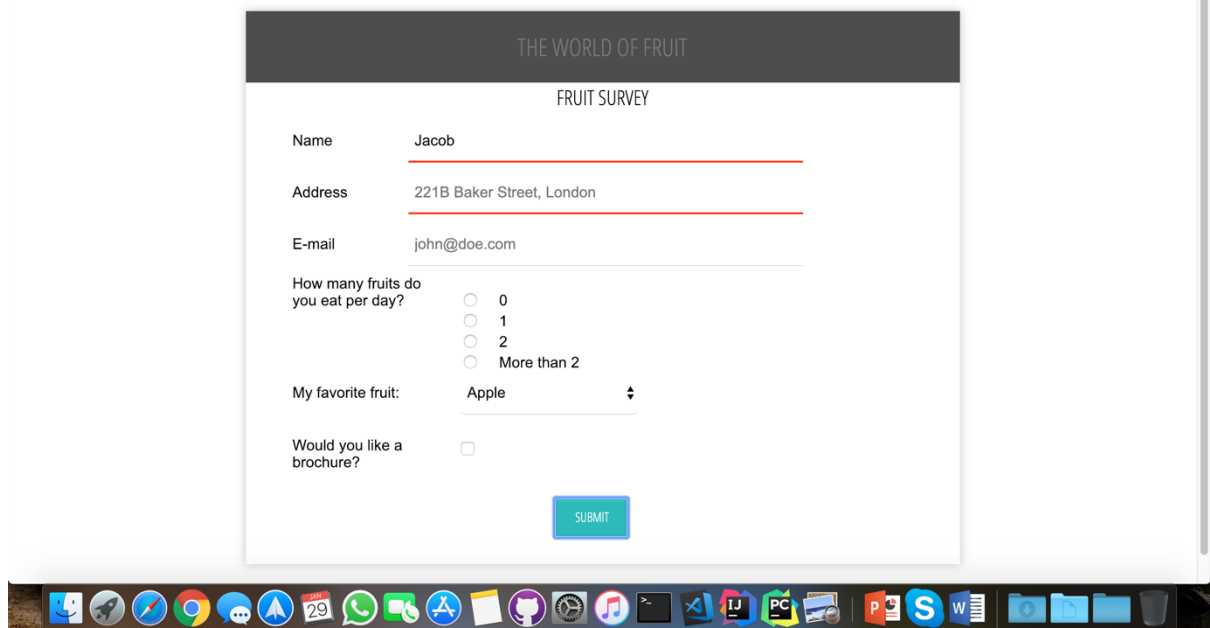 THE WORLD OF FRUIT
FRUIT SURVEY
Name Jacob
Address 221B Baker Street, London
E-mail john@doe.com
How many fruits do
you eat per day?
0
1
2
More than 2
My favorite fruit: Apple
Would you like a
brochure?
SUBMIT
JAN
29
>_
IJ
PC
P
S
W